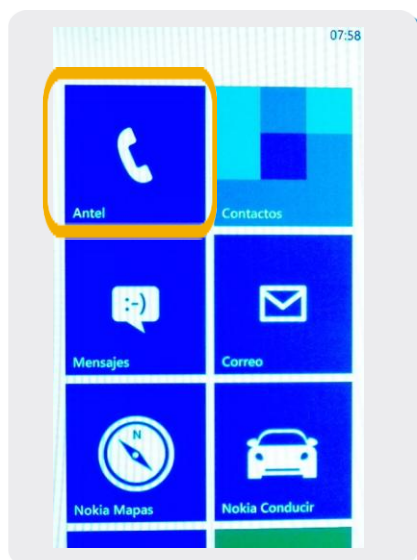 07:58
Antel
Contactos
:-)
Mensajes
Correo
N
Nokia Mapas
Nokia Conducir